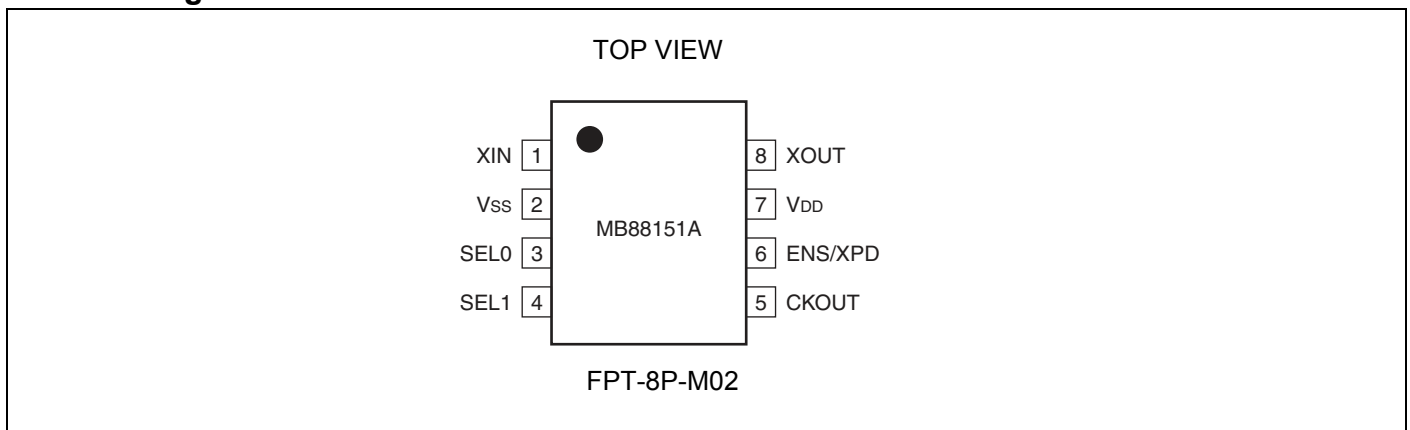 TOP VIEW
XIN 1
8 XOUT
Vss 2
7 VDD
MB88151A
SEL0 3
6 ENS/XPD
SEL1 4
5 CKOUT
FPT-8P-M02